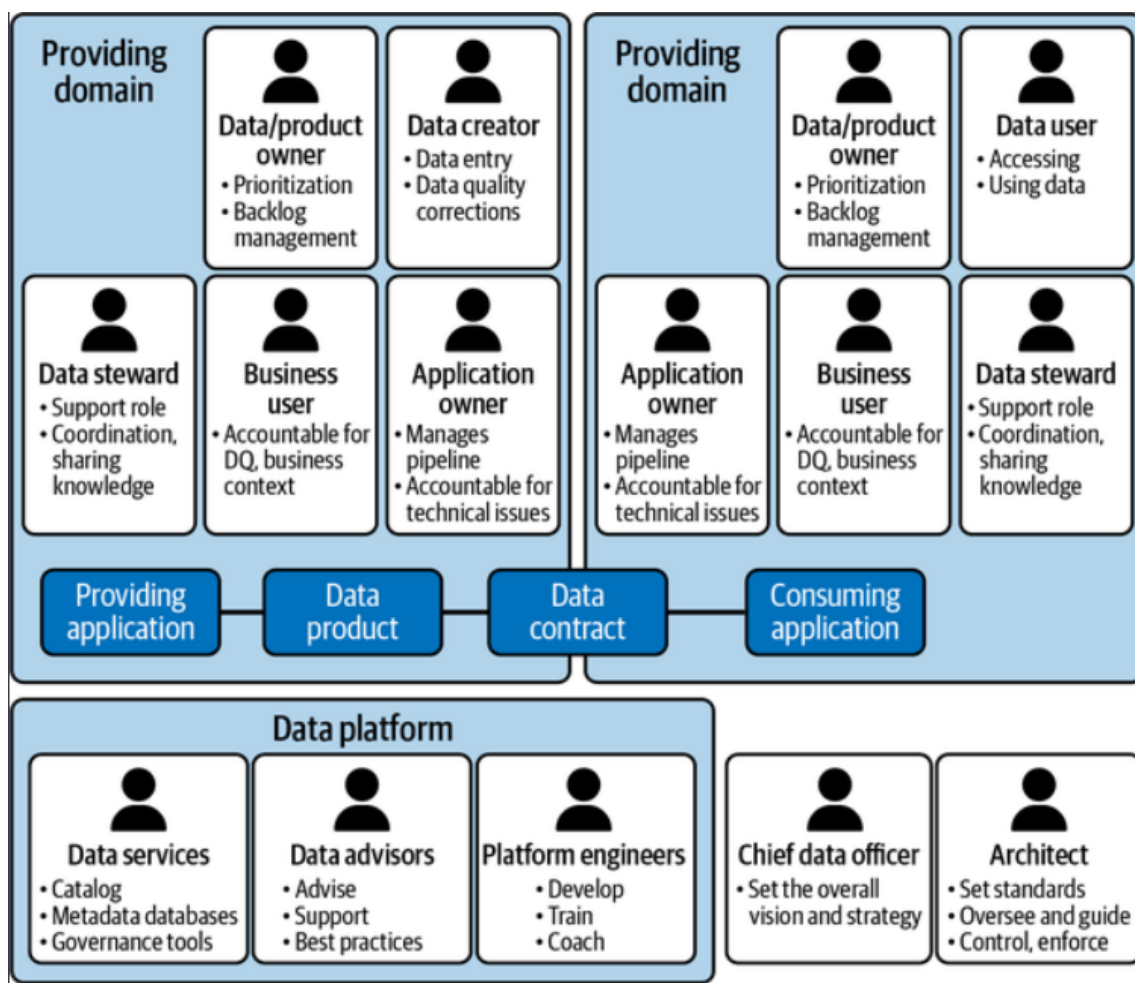 Providing
domain
Data/product
owner
• Prioritization
• Backlog
management
Data creator
• Data entry
• Data quality
corrections
Data steward
• Support role
• Coordination,
sharing
knowledge
Business
user
• Accountable for
DQ, business
context
Application
owner
• Manages
pipeline
• Accountable for
technical issues
Providing
domain
Data/product
owner
• Prioritization
• Backlog
management
Data user
• Accessing
• Using data
Application
owner
• Manages
pipeline
• Accountable for
technical issues
Business
user
• Accountable for
DQ, business
context
Data steward
• Support role
• Coordination,
sharing
knowledge
Providing
application
Data
product
Data
contract
Consuming
application
Data platform
Data services
• Catalog
• Metadata databases
• Governance tools
Data advisors
• Advise
• Support
• Best practices
Platform engineers
• Develop
• Train
• Coach
Chief data officer
• Set the overall
vision and strategy
Architect
• Set standards
• Oversee and guide
• Control, enforce